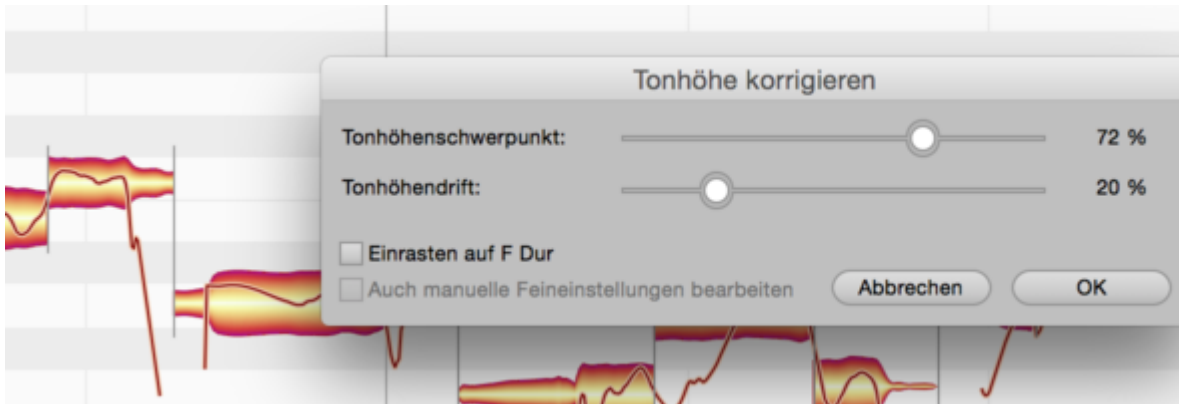 Tonhöhe korrigieren
Tonhöhenschwerpunkt: 72 %
Tonhöhendrift: 20 %
Einrasten auf F Dur
Auch manuelle Feineinstellungen bearbeiten
Abbrechen OK